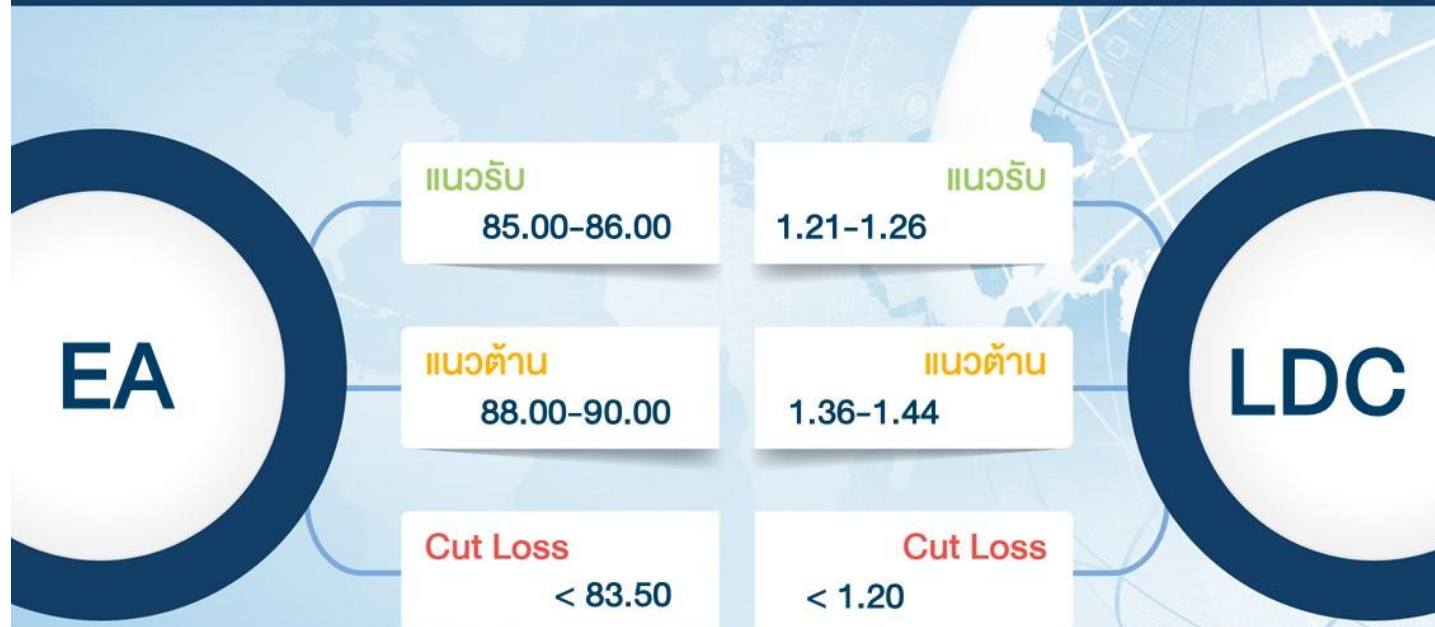 EA
แนวรับ
85.00-86.00
แนวต้าน
88.00-90.00
Cut Loss
< 83.50
LDC
แนวรับ
1.21-1.26
แนวต้าน
1.36-1.44
Cut Loss
< 1.20